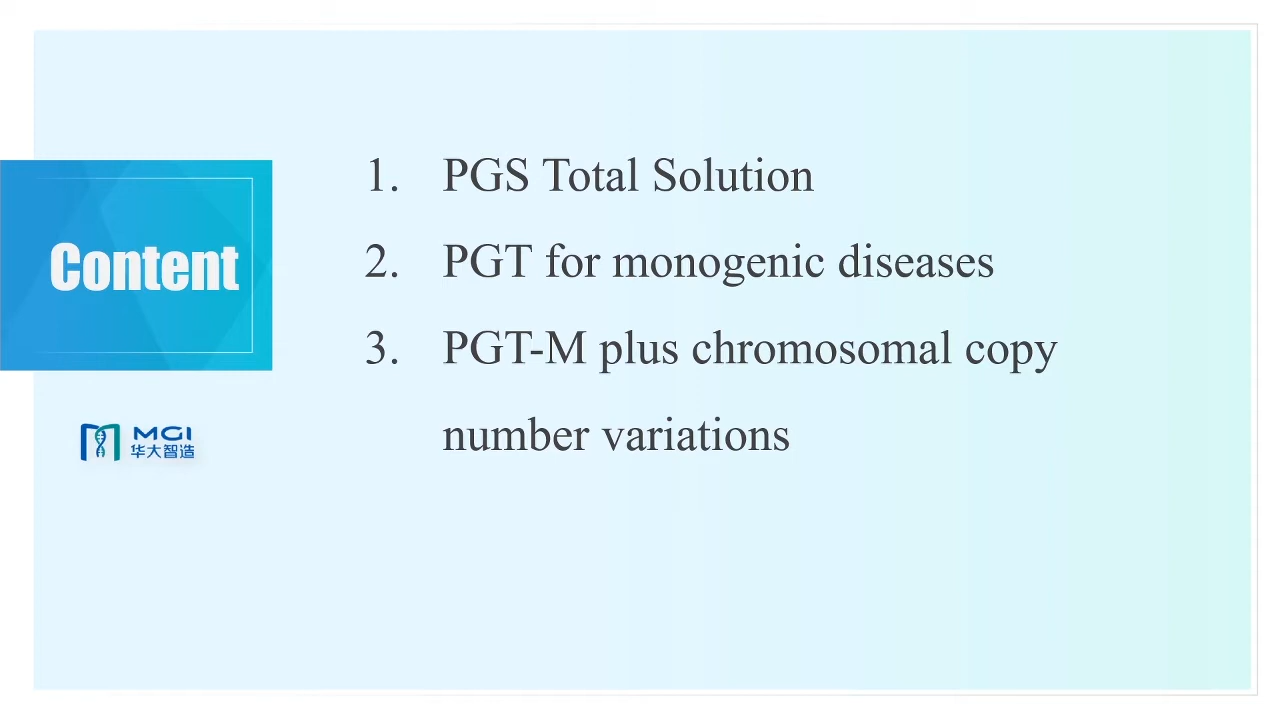 Content
MGI
华大智造
1. PGS Total Solution
2. PGT for monogenic diseases
3. PGT-M plus chromosomal copy
number variations